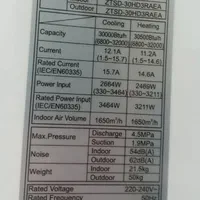 ZTSD-30HD3RAEA
Outdoor ZTSD-30HD3RAEA
Cooling Heating
Capacity 30000Btu/h 30500Btu/h
(8800-32000) (8800-32000)
Current 12.1A 11.2A
(1.5-15.7) (1.5-14.6)
Rated Current 15.7A 14.6A
(IEC/EN60335)
Power Input 2664W 2469W
(330-3464) (330-3211)
Rated Power Input 3464W 3211W
(IEC/EN60335)
Indoor Air Volume 1650m³/h 1650m³/h
Max.Pressure Discharge 4.5MPa
Suction 1.9MPa
Noise Indoor 54dB(A)
Outdoor 62dB(A)
Weight Indoor 21.5kg
Outdoor 50kg
Rated Voltage 220-240V~
Rated Frequency 50Hz